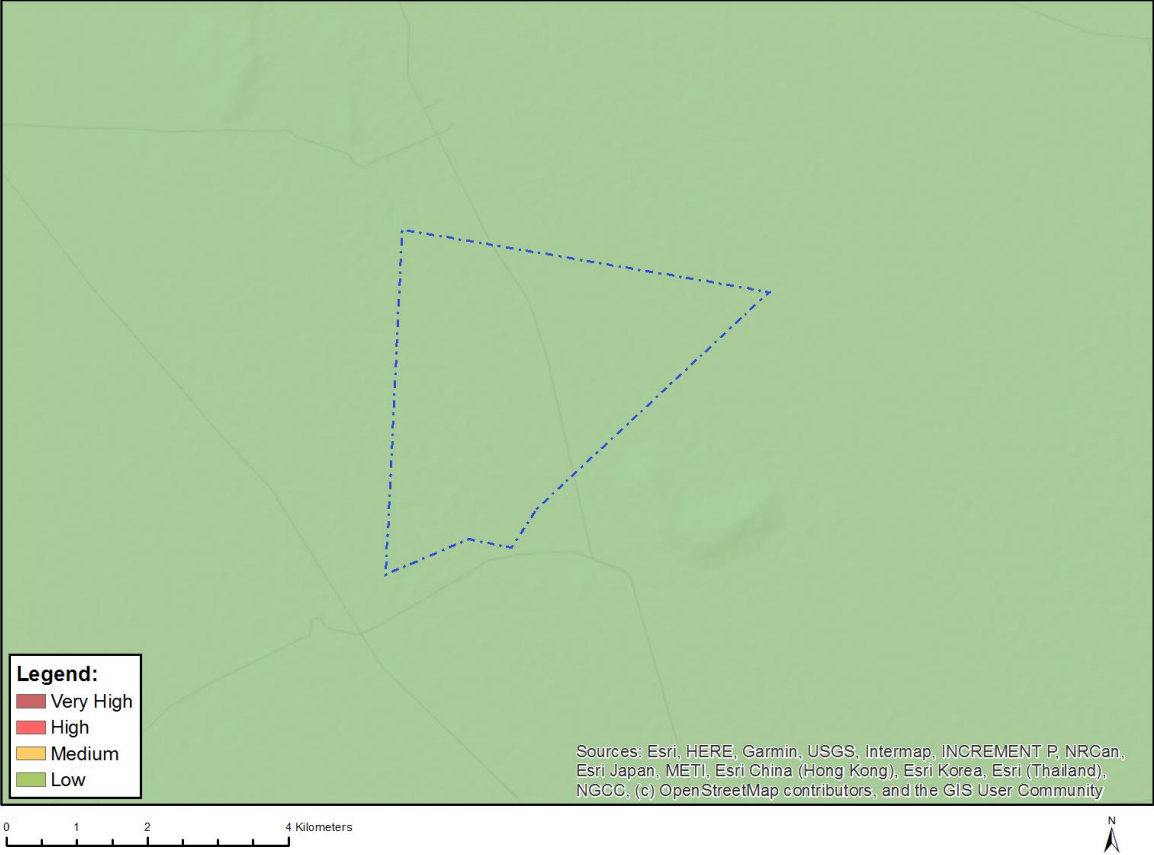 Legend:
Very High
High
Medium
Low
Sources: Esri, HERE, Garmin, USGS, Intermap, INCREMENT P, NRCan,
Esri Japan, METI, Esri China (Hong Kong), Esri Korea, Esri (Thailand),
NGCC, (c) OpenStreetMap contributors, and the GIS User Community
0 1 2 4 Kilometers
N